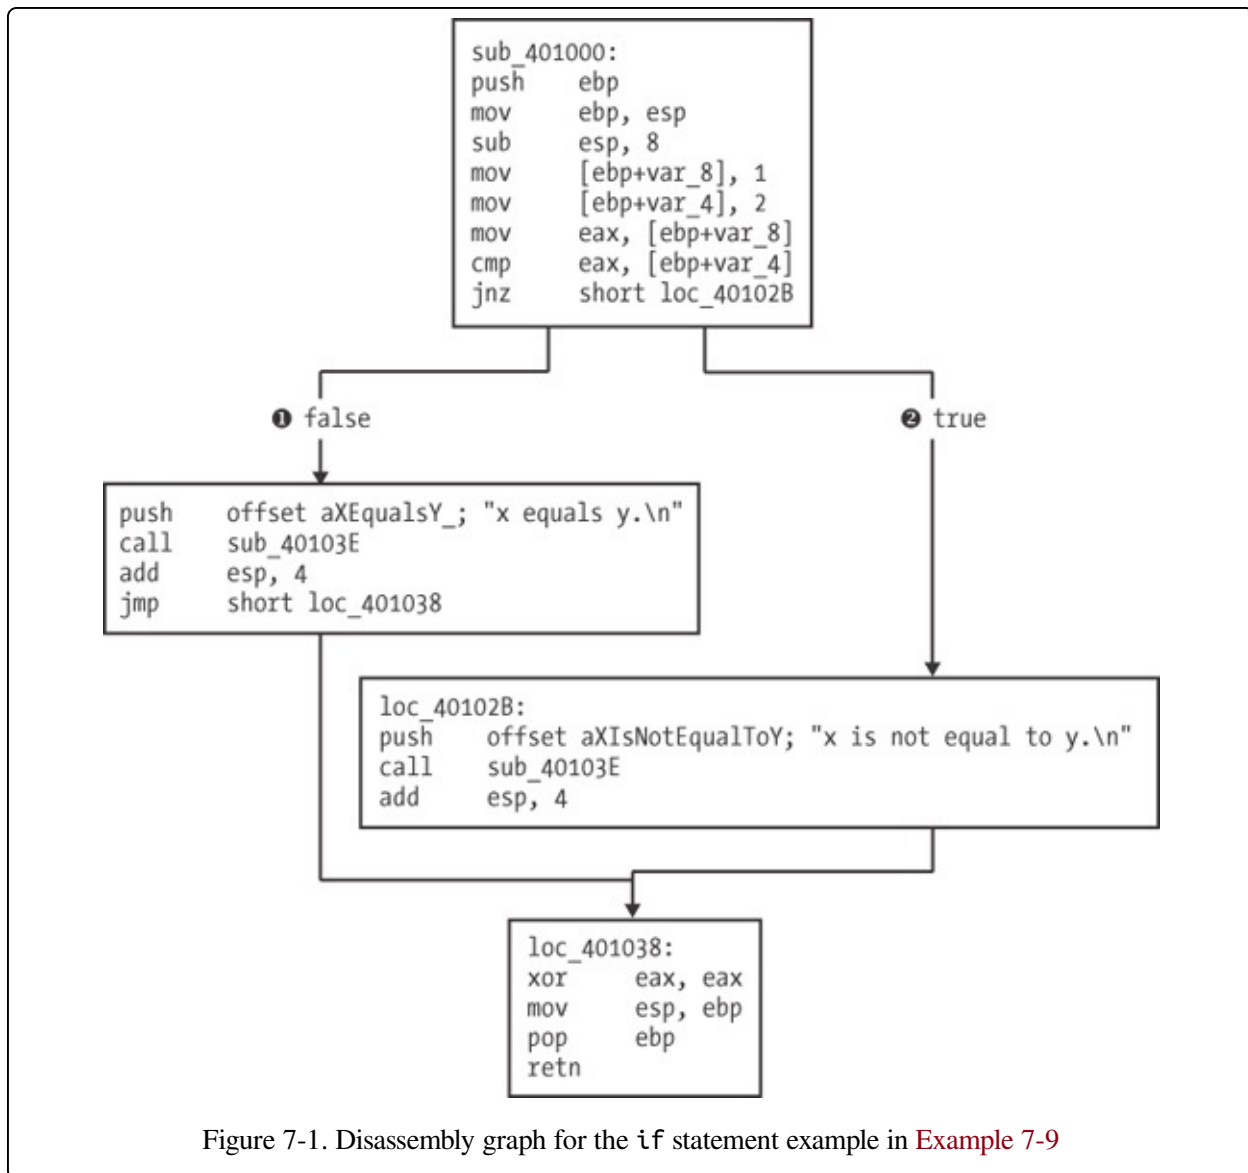 sub_401000:
push ebp
mov ebp, esp
sub esp, 8
mov [ebp+var_8], 1
mov [ebp+var_4], 2
mov eax, [ebp+var_8]
cmp eax, [ebp+var_4]
jnz short loc_40102B
❶ false
❷ true
push offset aXEqualsY_; "x equals y.\n"
call sub_40103E
add esp, 4
jmp short loc_401038
loc_40102B:
push offset aXIsNotEqualToY; "x is not equal to y.\n"
call sub_40103E
add esp, 4
loc_401038:
xor eax, eax
mov esp, ebp
pop ebp
retn
Figure 7-1. Disassembly graph for the if statement example in Example 7-9